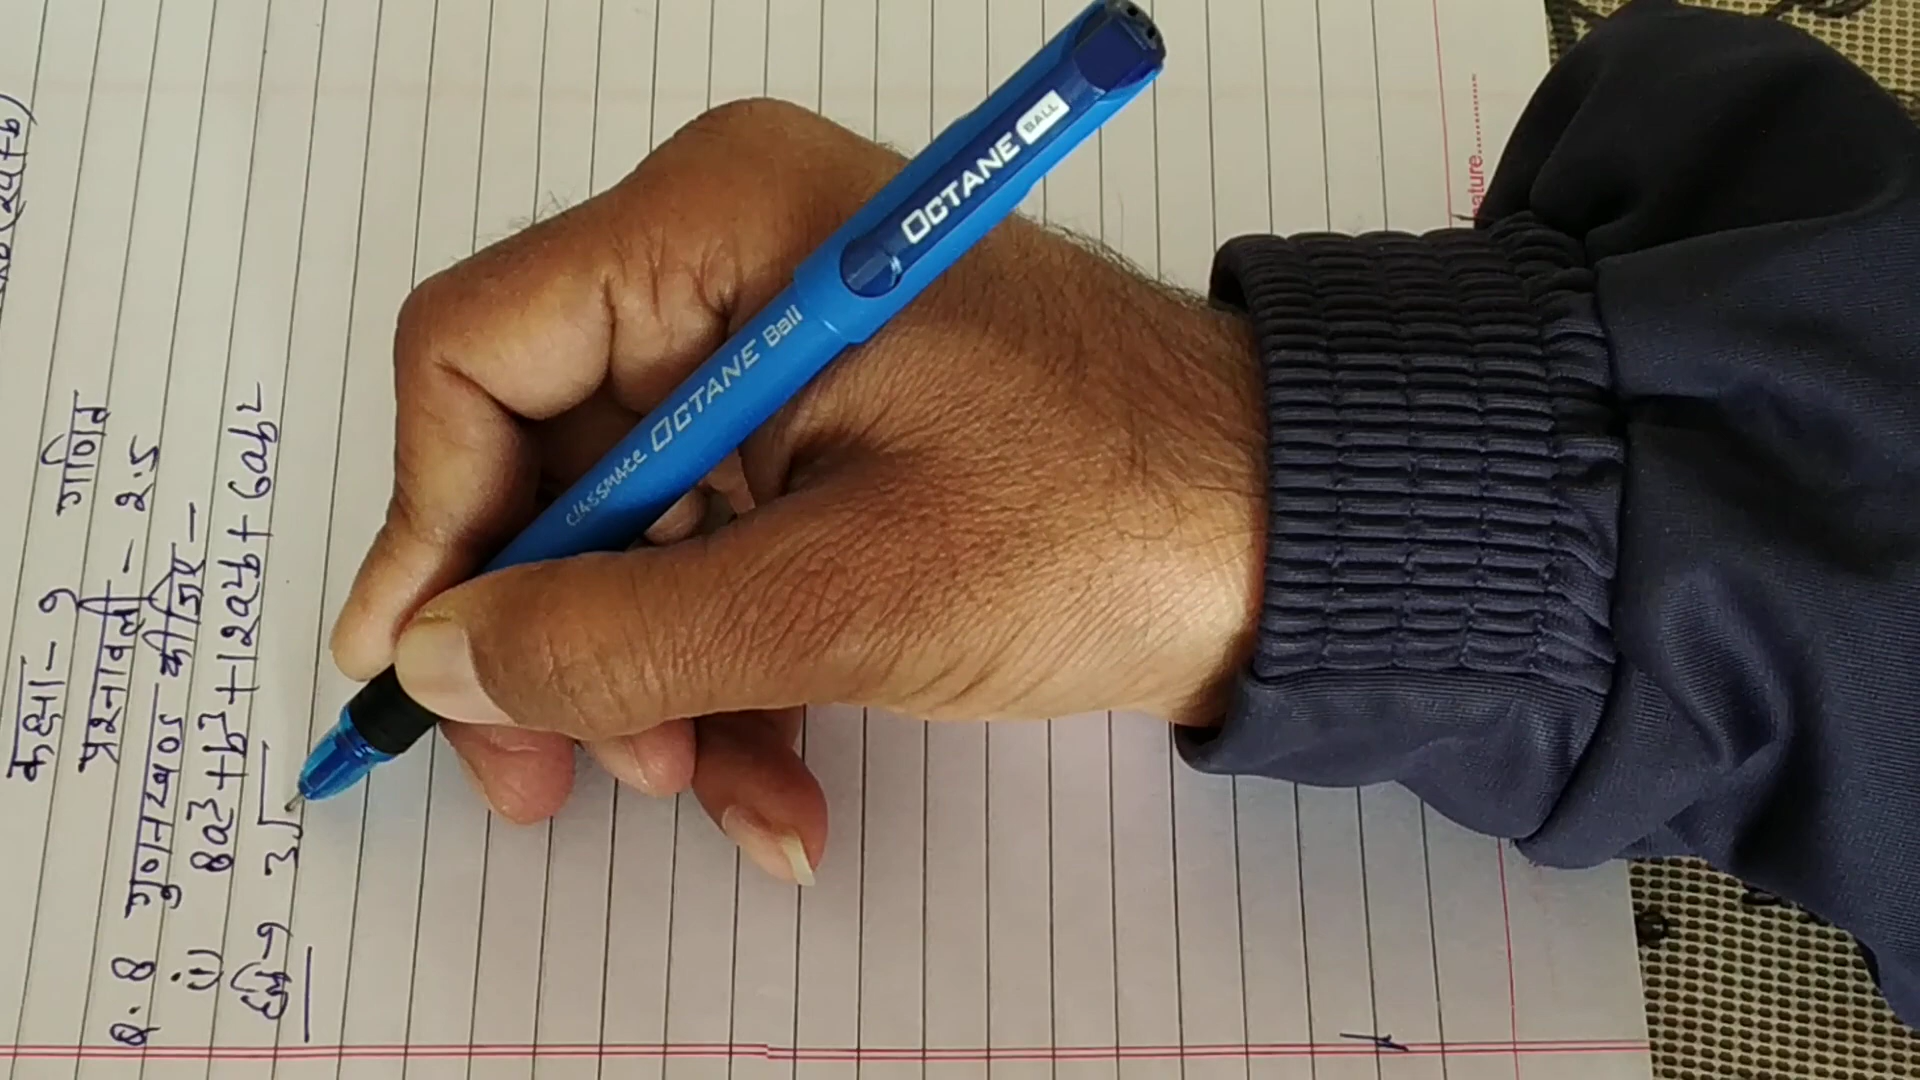 कक्षा - 9 गणित
प्रश्नावली - 2.5
Q. 8 गुणनखण्ड कीजिए -
(i) 8a³ + b³ + 12a²b + 6ab²
हल → 3√
CLASSMATE OCTANE Ball
OCTANE BALL
ature..........